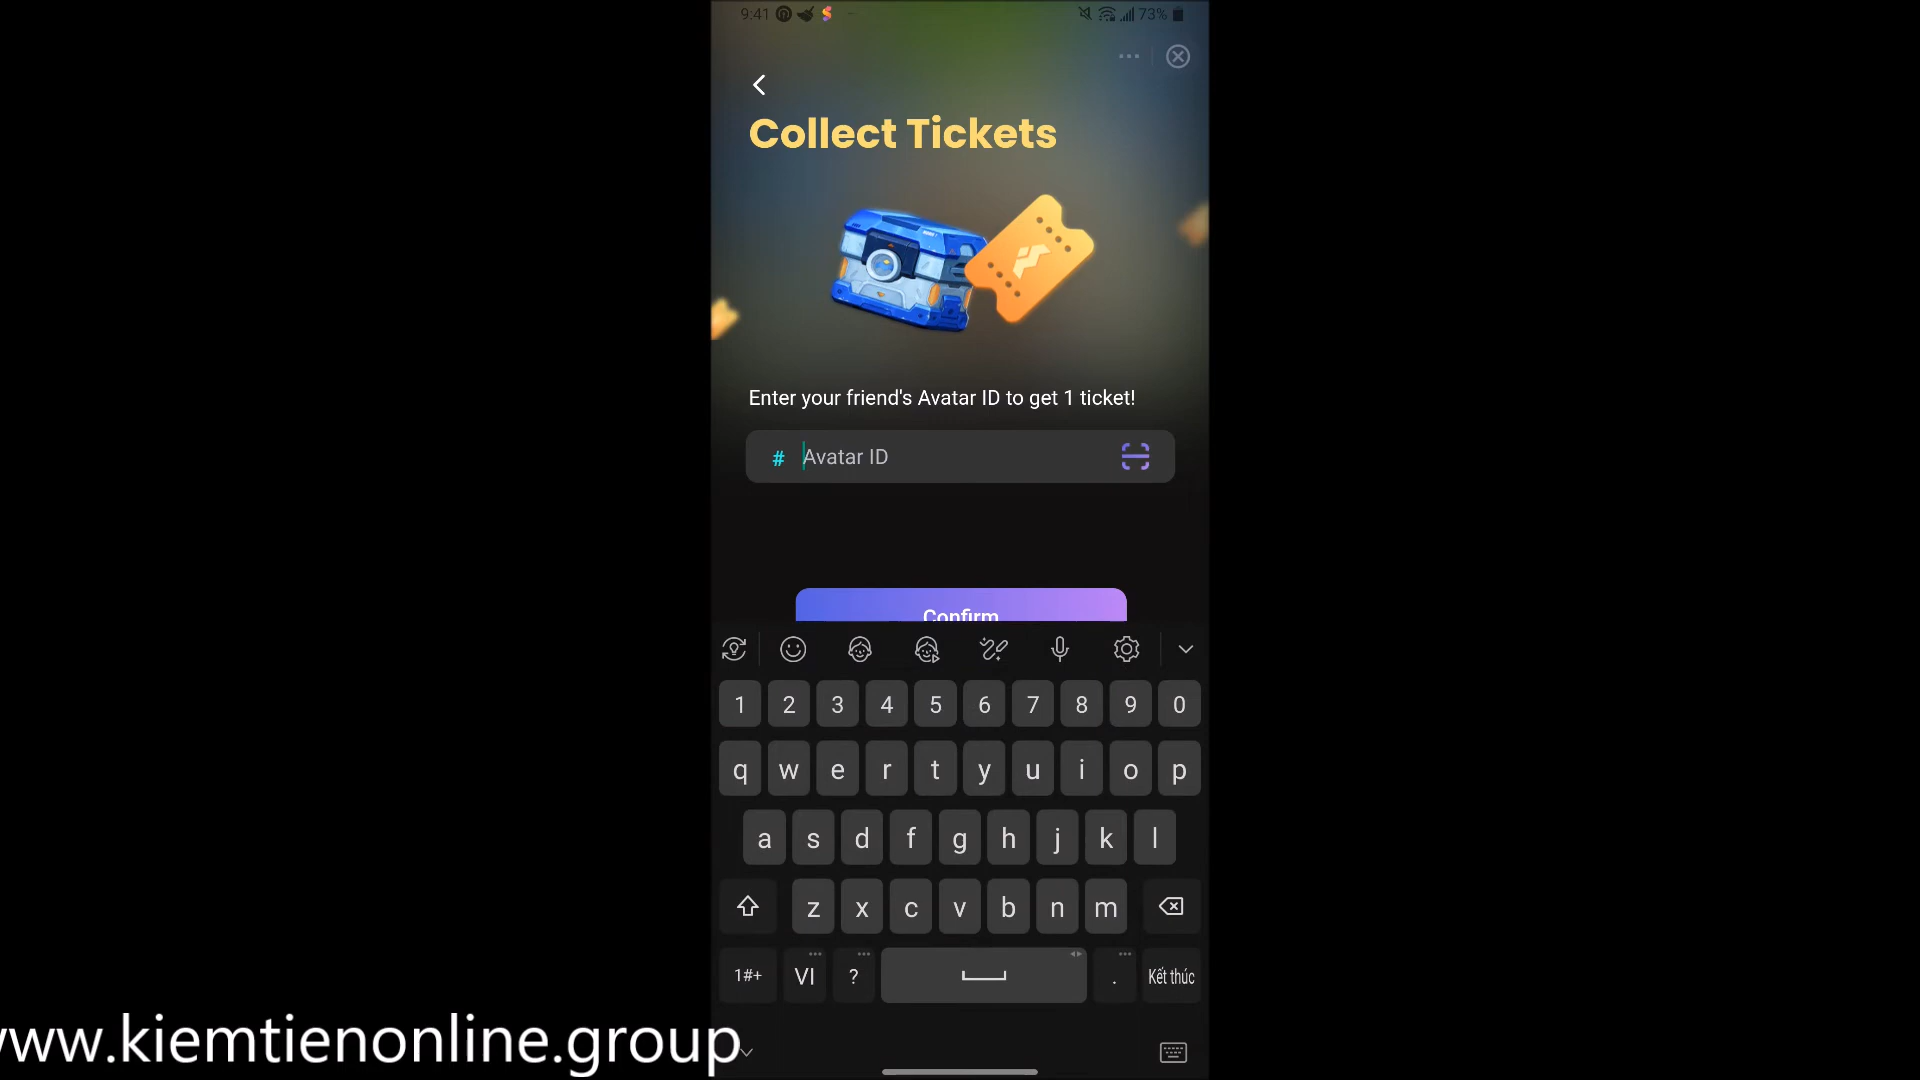 9:41
73%
Collect Tickets
Enter your friend's Avatar ID to get 1 ticket!
# Avatar ID
Confirm
1 2 3 4 5 6 7 8 9 0
q w e r t y u i o p
a s d f g h j k l
z x c v b n m
1#+ VI ? . Kết thúc
www.kiemtienonline.group